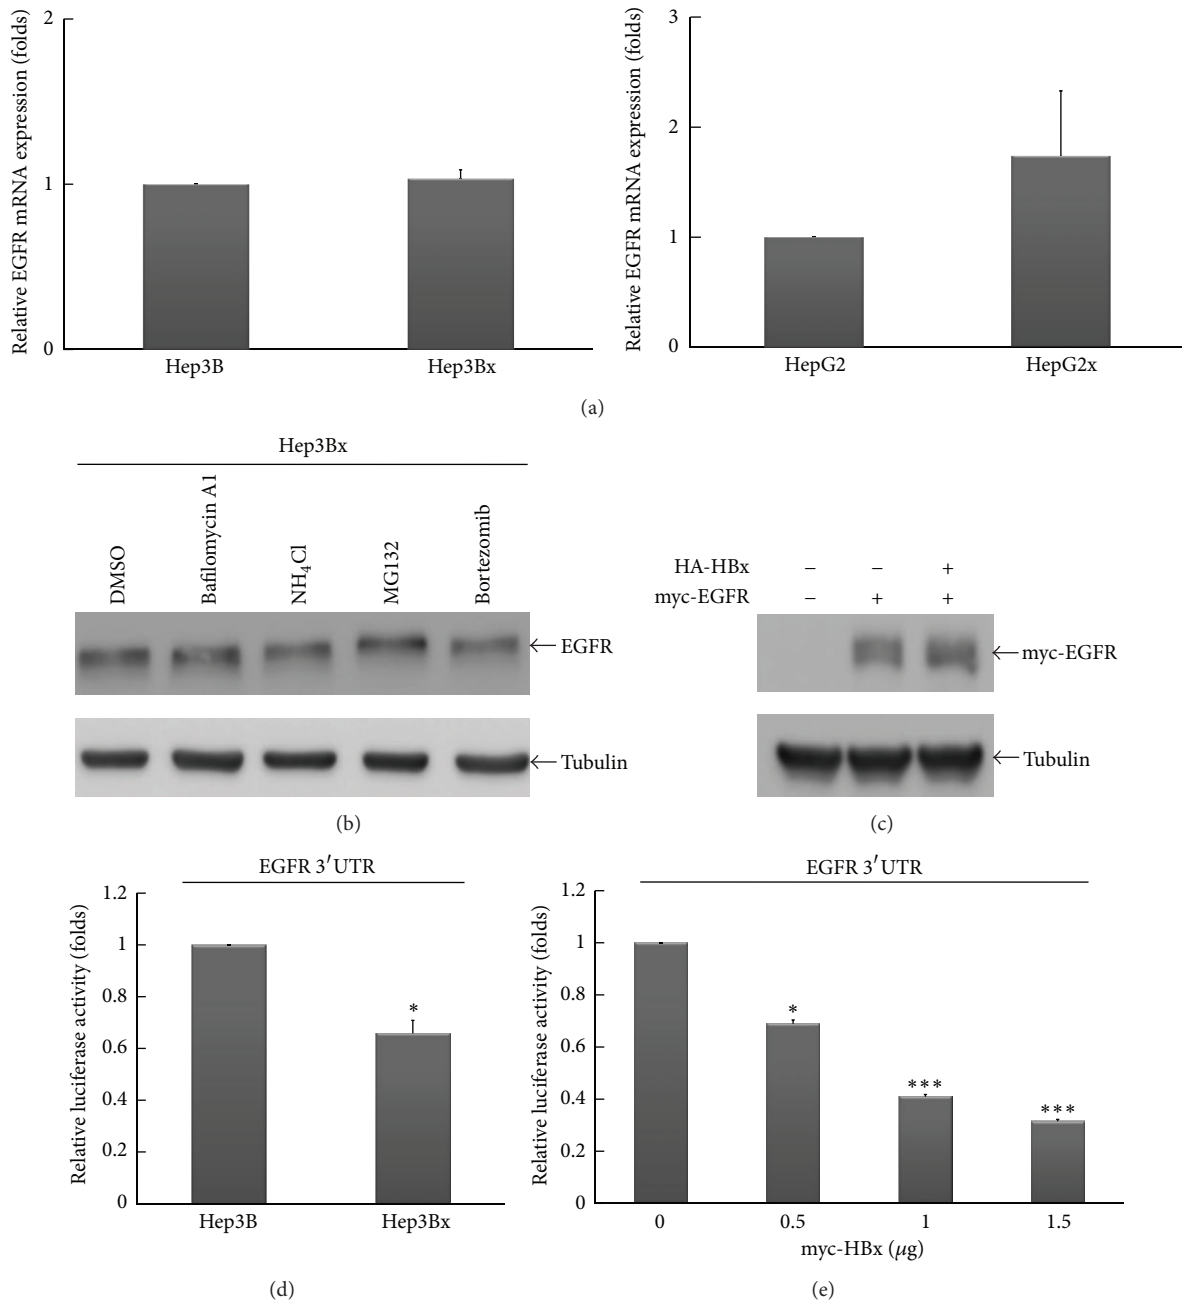 Relative EGFR mRNA expression (folds)
2
1
0
Hep3B
Hep3Bx
Relative EGFR mRNA expression (folds)
3
2
1
0
HepG2
HepG2x
(a)
Hep3Bx
DMSO
Bafilomycin A1
NH₄Cl
MG132
Bortezomib
←EGFR
←Tubulin
(b)
HA-HBx − − +
myc-EGFR − + +
←myc-EGFR
←Tubulin
(c)
EGFR 3′UTR
Relative luciferase activity (folds)
1.2
1
0.8
0.6
0.4
0.2
0
*
Hep3B
Hep3Bx
(d)
EGFR 3′UTR
Relative luciferase activity (folds)
1.2
1
0.8
0.6
0.4
0.2
0
*
***
***
0 0.5 1 1.5
myc-HBx (μg)
(e)